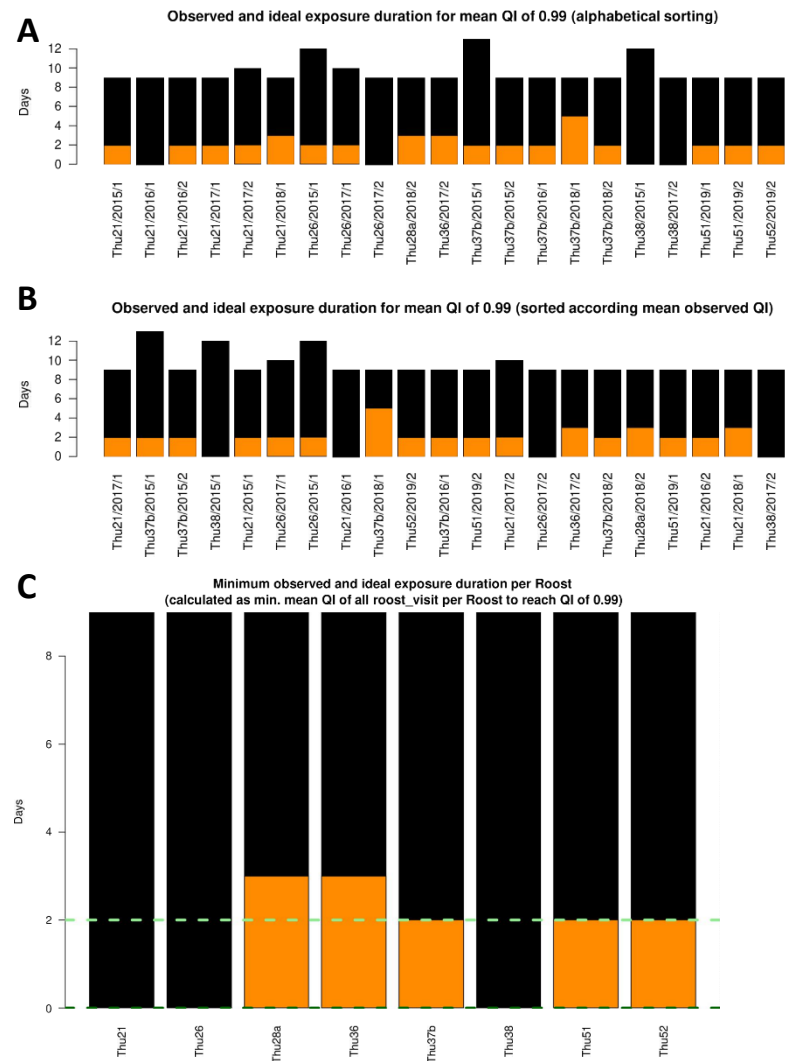 A
Observed and ideal exposure duration for mean QI of 0.99 (alphabetical sorting)
Days
12
10
8
6
4
2
0
Thu21/2015/1
Thu21/2016/1
Thu21/2016/2
Thu21/2017/1
Thu21/2017/2
Thu21/2018/1
Thu26/2015/1
Thu26/2017/1
Thu26/2017/2
Thu28a/2018/2
Thu36/2017/2
Thu37b/2015/1
Thu37b/2015/2
Thu37b/2016/1
Thu37b/2018/1
Thu37b/2018/2
Thu38/2015/1
Thu38/2017/2
Thu51/2019/1
Thu51/2019/2
Thu52/2019/2
B
Observed and ideal exposure duration for mean QI of 0.99 (sorted according mean observed QI)
Days
12
10
8
6
4
2
0
Thu21/2017/1
Thu37b/2015/1
Thu37b/2015/2
Thu38/2015/1
Thu21/2015/1
Thu26/2017/1
Thu26/2015/1
Thu21/2016/1
Thu37b/2018/1
Thu52/2019/2
Thu37b/2016/1
Thu51/2019/2
Thu21/2017/2
Thu26/2017/2
Thu36/2017/2
Thu37b/2018/2
Thu28a/2018/2
Thu51/2019/1
Thu21/2016/2
Thu21/2018/1
Thu38/2017/2
C
Minimum observed and ideal exposure duration per Roost
(calculated as min. mean QI of all roost_visit per Roost to reach QI of 0.99)
Days
8
6
4
2
0
Thu21
Thu26
Thu28a
Thu36
Thu37b
Thu38
Thu51
Thu52